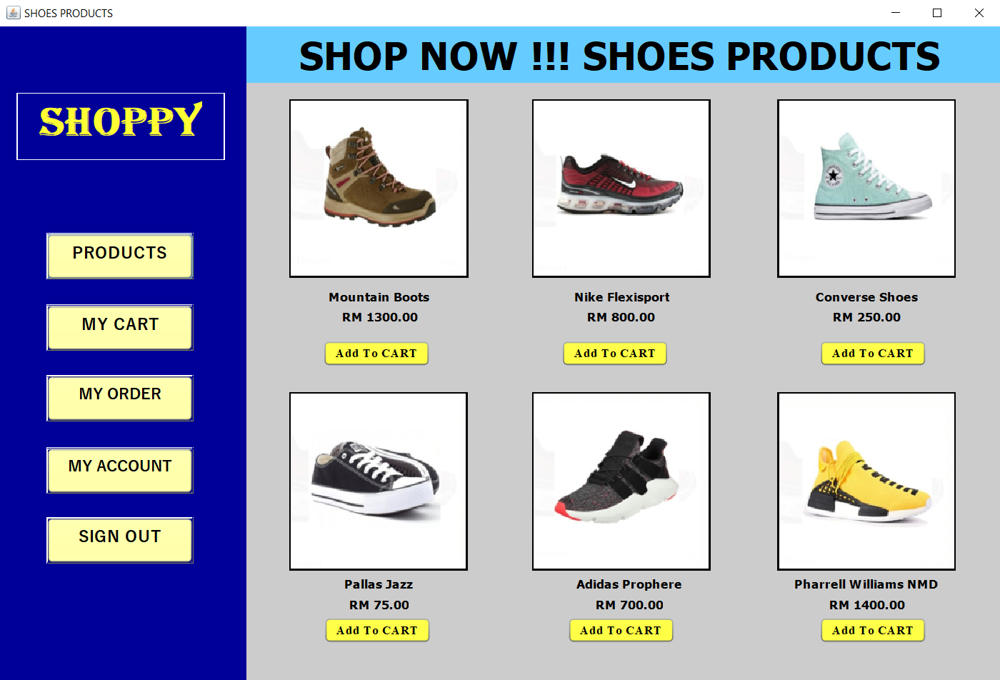 SHOES PRODUCTS
SHOP NOW !!! SHOES PRODUCTS
SHOPPY
PRODUCTS
MY CART
MY ORDER
MY ACCOUNT
SIGN OUT
Mountain Boots
RM 1300.00
Add To CART
Nike Flexisport
RM 800.00
Add To CART
Converse Shoes
RM 250.00
Add To CART
Pallas Jazz
RM 75.00
Add To CART
Adidas Prophere
RM 700.00
Add To CART
Pharrell Williams NMD
RM 1400.00
Add To CART